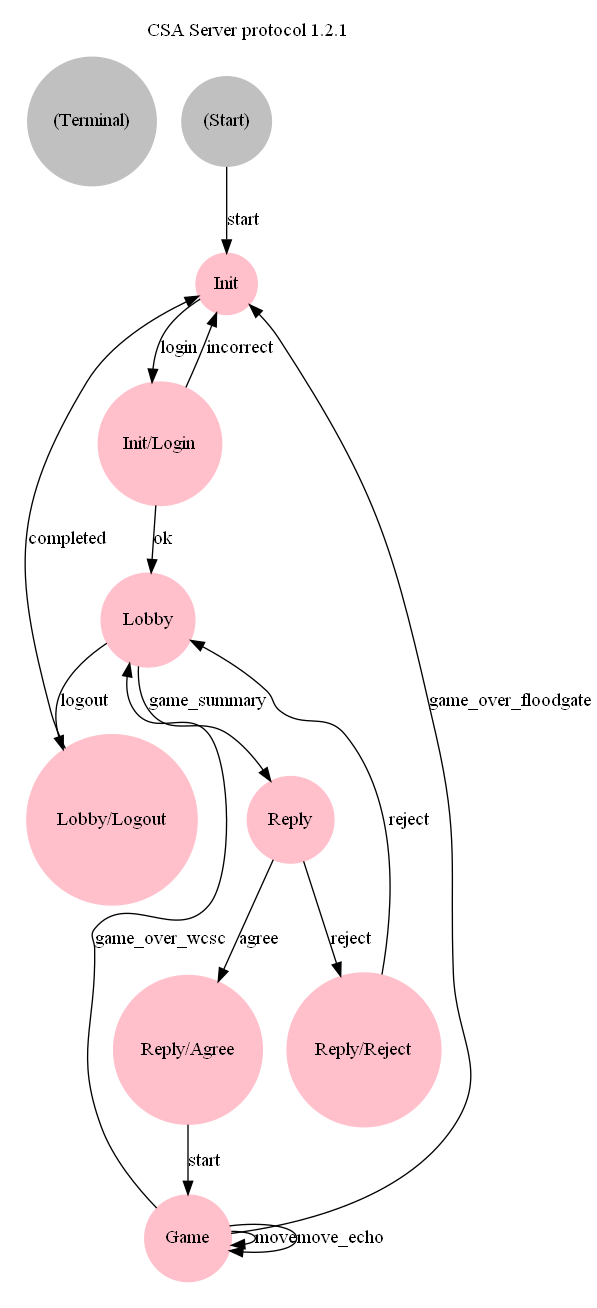 CSA Server protocol 1.2.1
(Terminal)
(Start)
start
Init
login
incorrect
Init/Login
completed
ok
Lobby
logout
game_summary
game_over_floodgate
Lobby/Logout
Reply
reject
game_over_wcsc
agree
reject
Reply/Agree
Reply/Reject
start
Game
move
move_echo